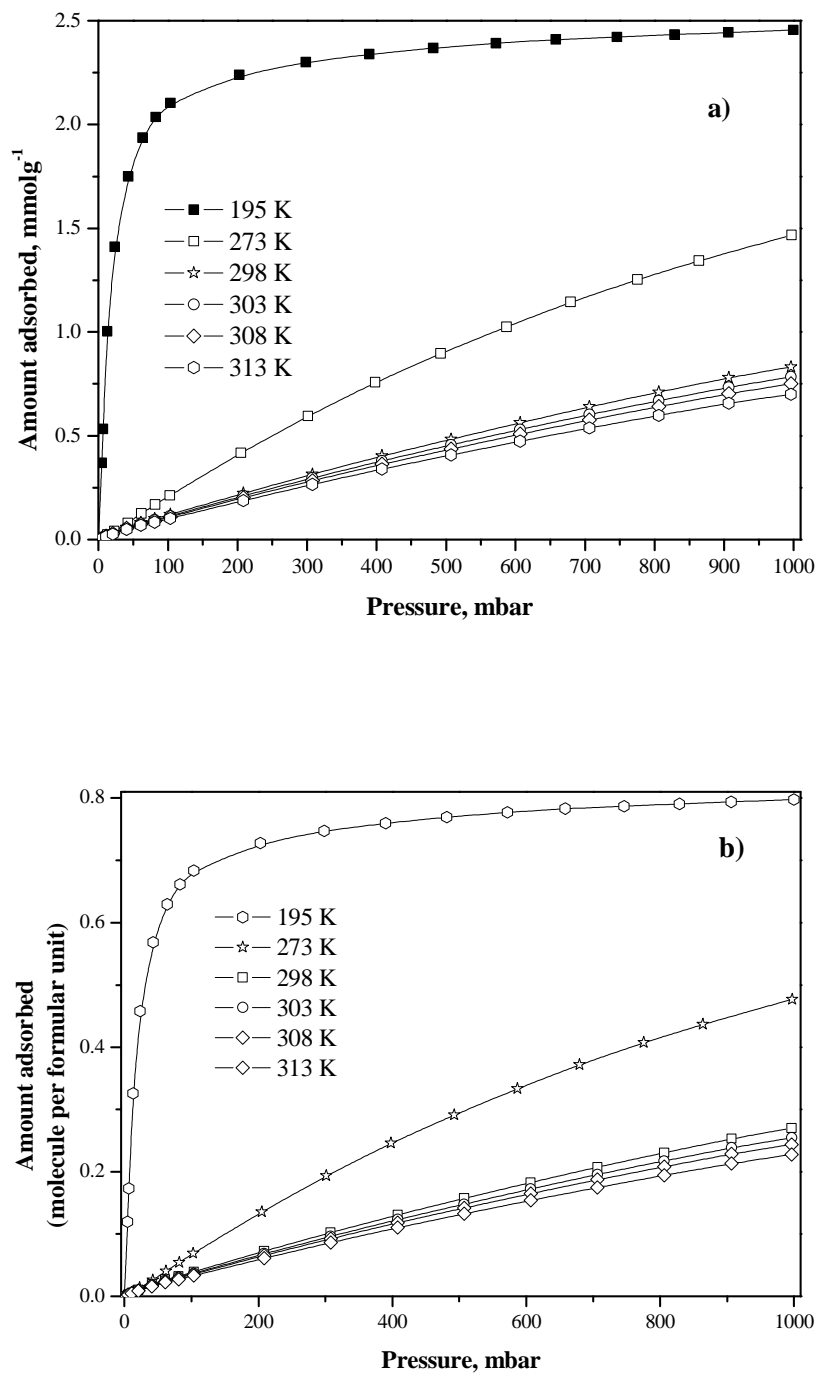 a)
2.5
2.0
1.5
1.0
0.5
0.0
Amount adsorbed, mmolg⁻¹
195 K
273 K
298 K
303 K
308 K
313 K
0 100 200 300 400 500 600 700 800 900 1000
Pressure, mbar
b)
0.8
0.6
0.4
0.2
0.0
Amount adsorbed
(molecule per formular unit)
195 K
273 K
298 K
303 K
308 K
313 K
0 200 400 600 800 1000
Pressure, mbar